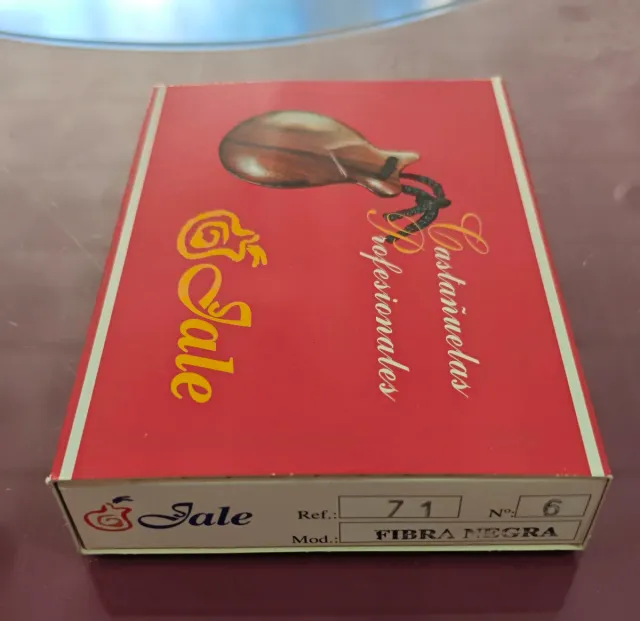 Castañuelas
Profesionales
Jale
Jale
Ref.: 71 Nº: 6
Mod.: FIBRA NEGRA